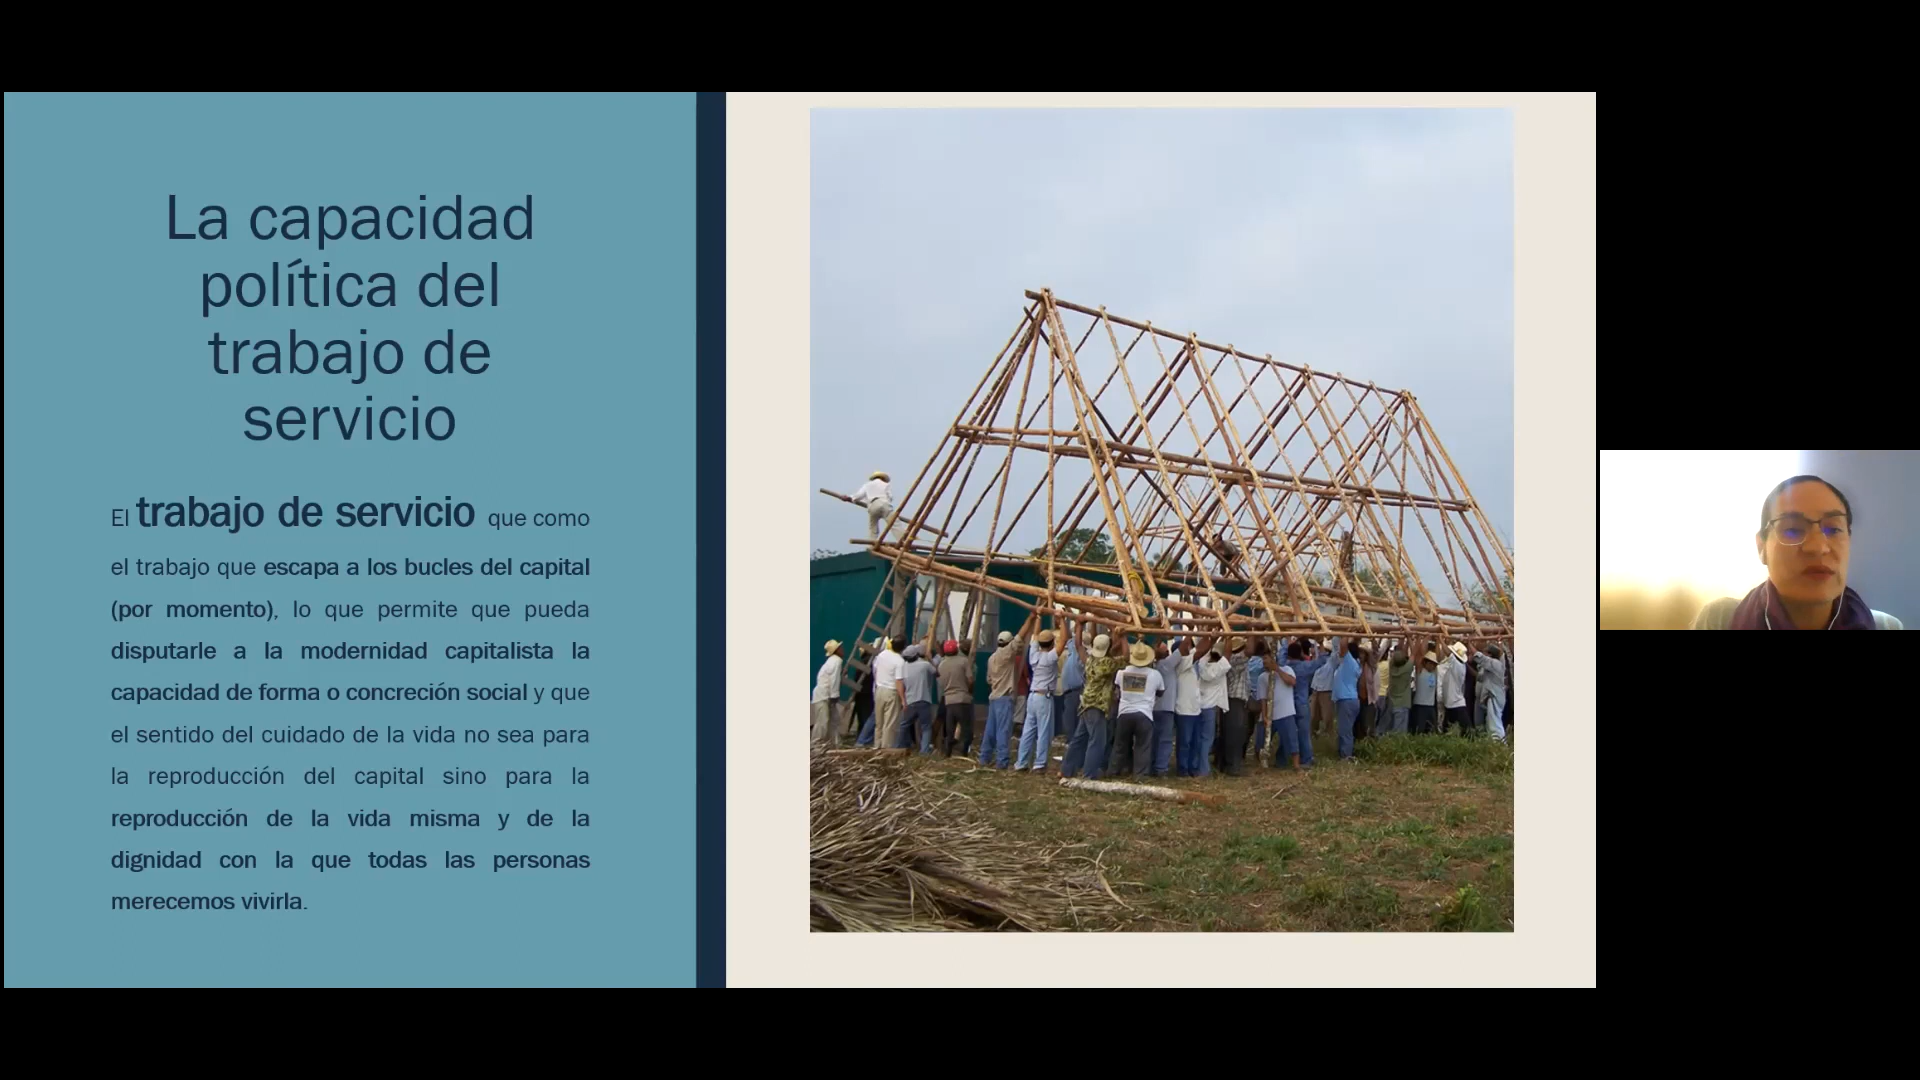 La capacidad
política del
trabajo de
servicio
El trabajo de servicio que como
el trabajo que escapa a los bucles del capital
(por momento), lo que permite que pueda
disputarle a la modernidad capitalista la
capacidad de forma o concreción social y que
el sentido del cuidado de la vida no sea para
la reproducción del capital sino para la
reproducción de la vida misma y de la
dignidad con la que todas las personas
merecemos vivirla.